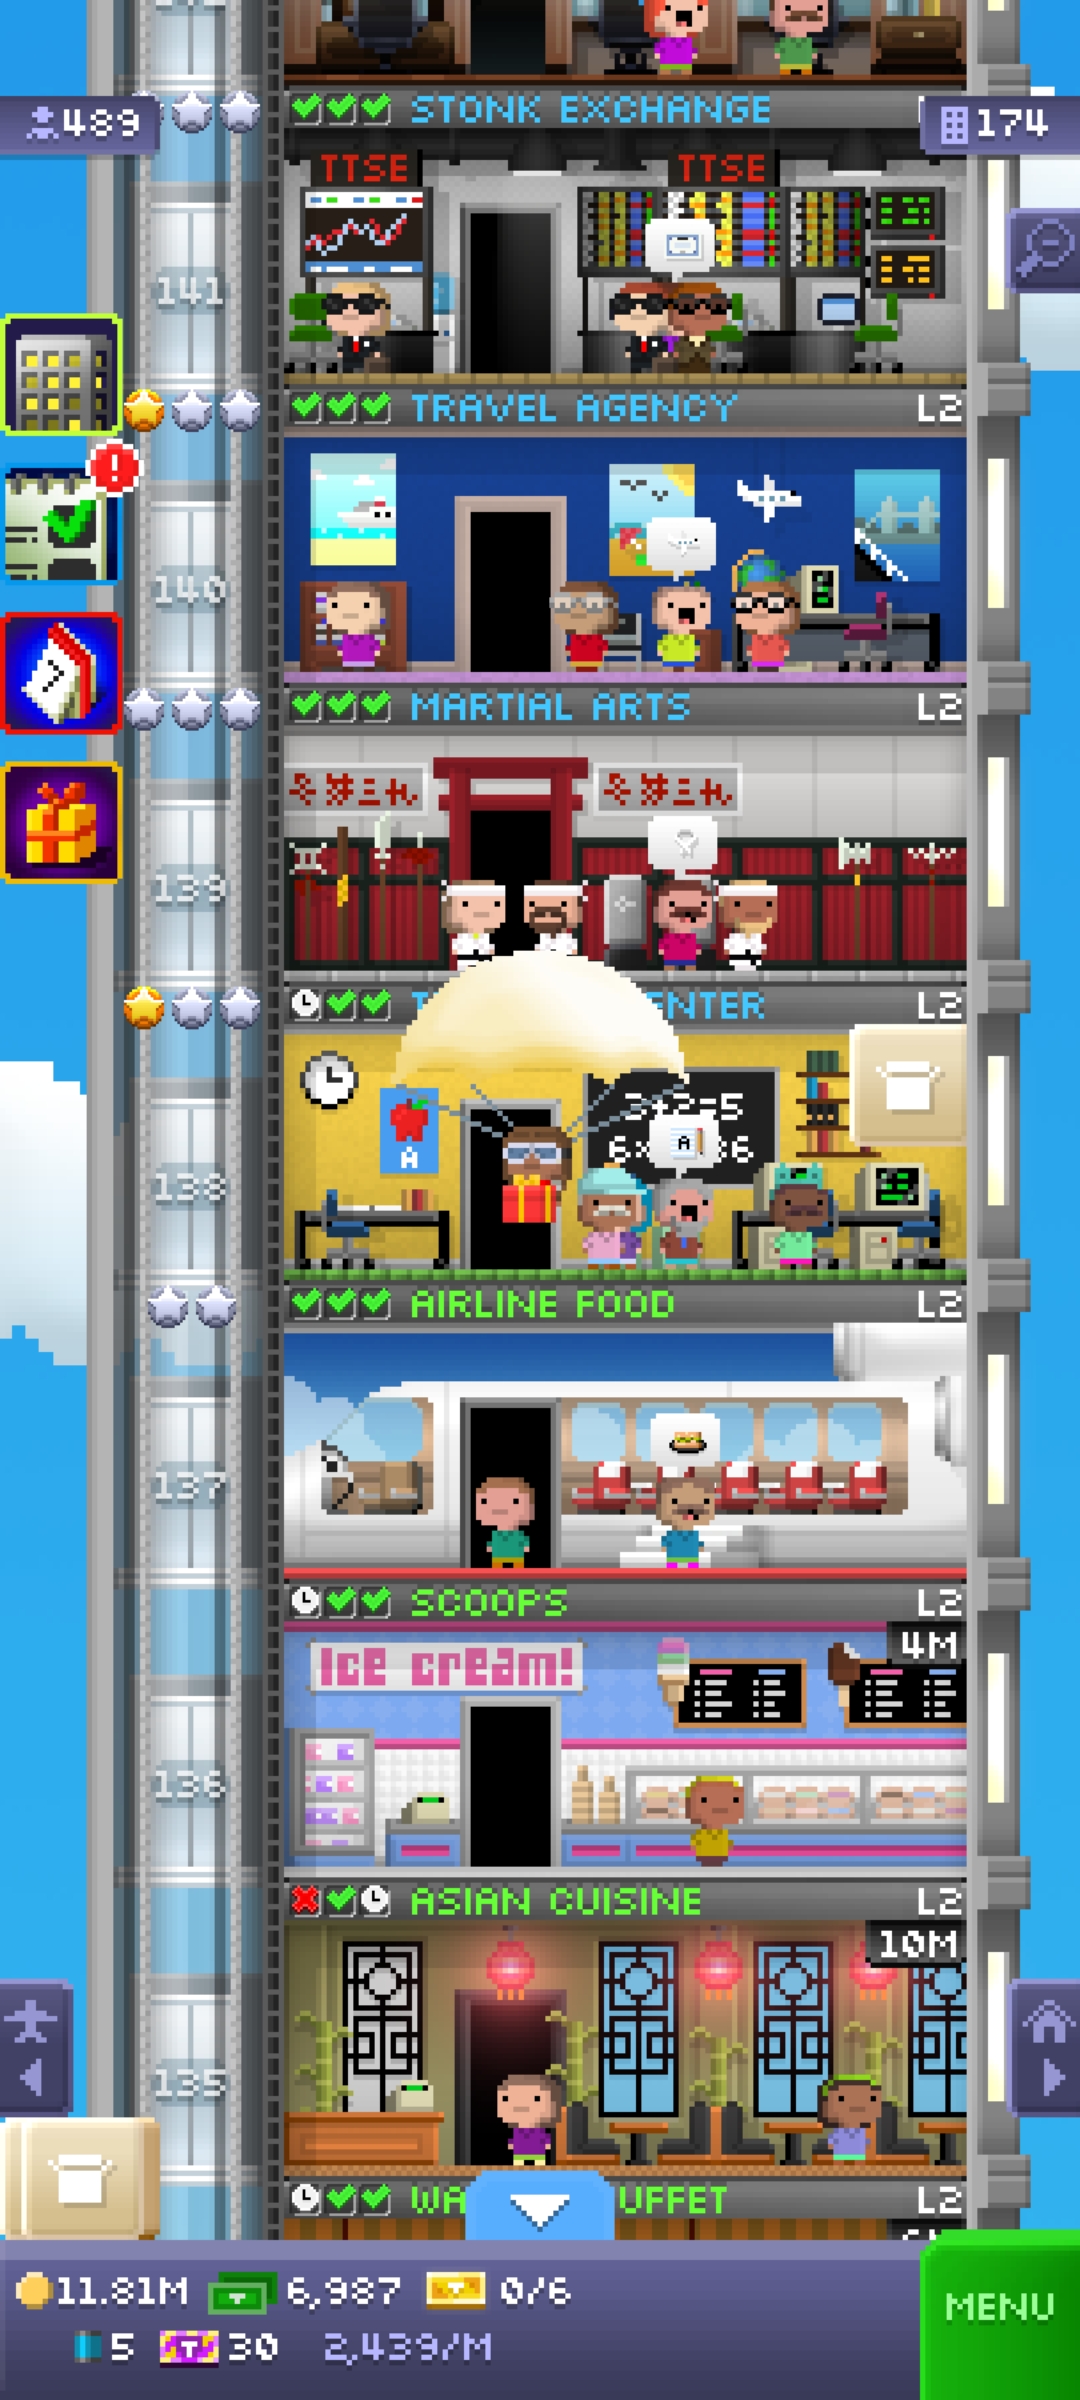 STONK EXCHANGE
489
174
TTSE
TTSE
141
TRAVEL AGENCY
L2
140
MARTIAL ARTS
L2
139
ENTER
L2
A
A
138
AIRLINE FOOD
L2
137
SCOOPS
L2
4M
Ice cream!
136
ASIAN CUISINE
L2
10M
135
WA
UFFET
L2
11.81M
6,987
0/6
MENU
5
T
30
2,439/M